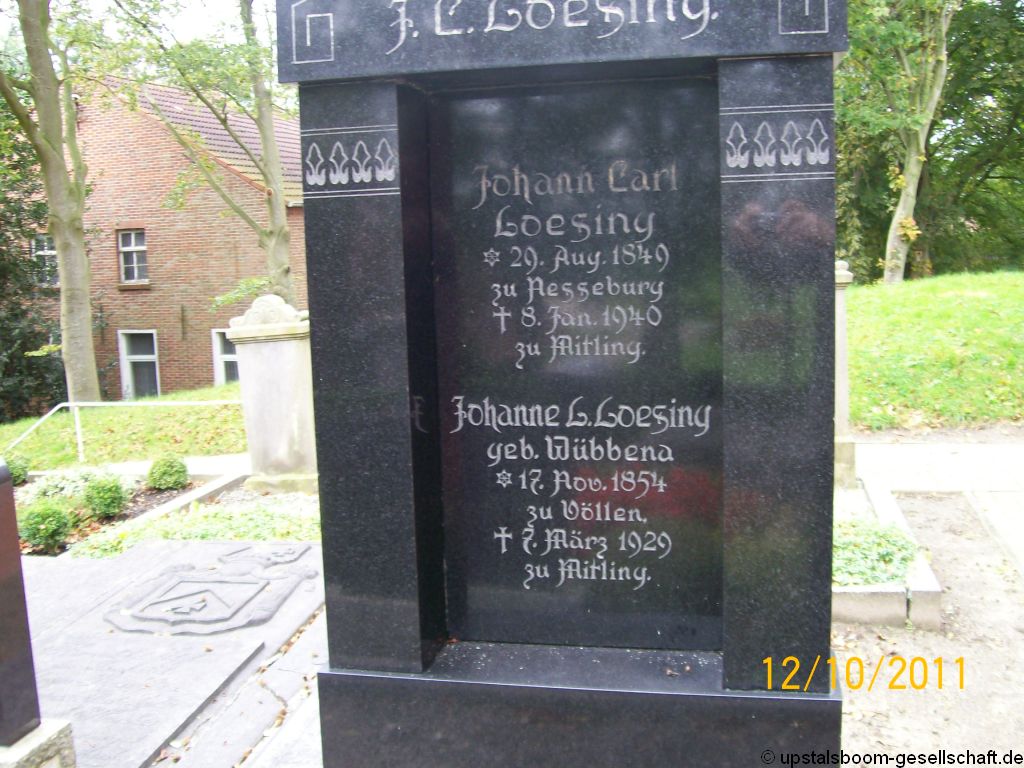 J. C. Loesing.
Johann Carl
Loesing
✡ 29. Aug. 1849
zu Nesseburg
† 8. Jan. 1940
zu Mitling.
Johanne L. Loesing
geb. Wübbena
✡ 17. Nov. 1854
zu Völlen,
† 7. März 1929
zu Mitling.
12/10/2011
© upstalsboom-gesellschaft.de